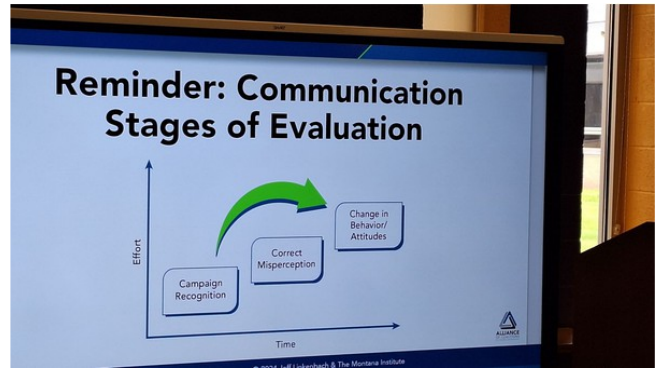 Reminder: Communication
Stages of Evaluation
Effort
Campaign
Recognition
Correct
Misperception
Change in
Behavior/
Attitudes
Time
ALLIANCE
© 2024 Jeff Linkenbach & The Montana Institute